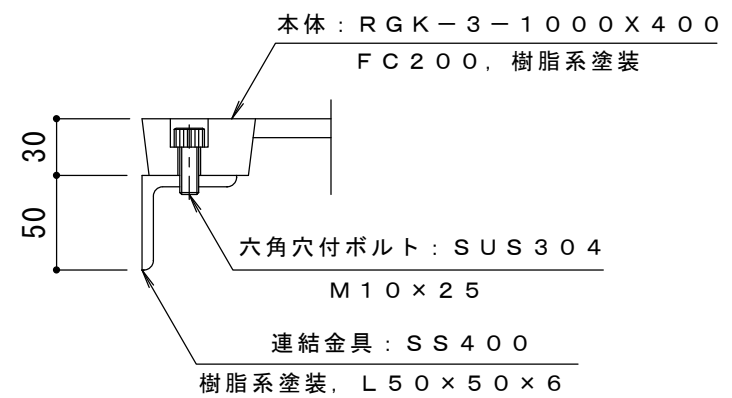 本体：ＲＧＫ－３－１０００Ｘ４００
ＦＣ２００，樹脂系塗装
30
50
六角穴付ボルト：ＳＵＳ３０４
Ｍ１０×２５
連結金具：ＳＳ４００
樹脂系塗装，Ｌ５０×５０×６